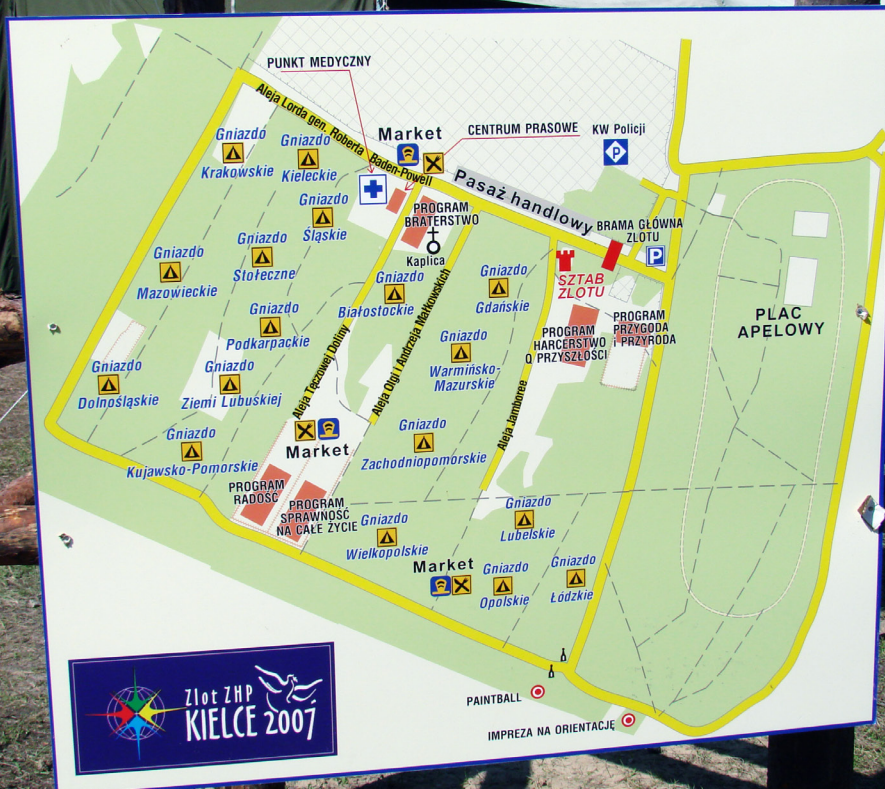 PUNKT MEDYCZNY
Aleja Lorda gen. Roberta Baden-Powell
Market
CENTRUM PRASOWE
KW Policji
P
Gniazdo
Krakowskie
Gniazdo
Kieleckie
Pasaż handlowy
PROGRAM
BRATERSTWO
Gniazdo
Śląskie
BRAMA GŁÓWNA
ZLOTU
P
Kaplica
Gniazdo
Stołeczne
Gniazdo
Mazowieckie
Gniazdo
Białostockie
Gniazdo
Gdańskie
SZTAB
ZLOTU
Gniazdo
Podkarpackie
PROGRAM
HARCERSTWO
O PRZYSZŁOŚCI
PROGRAM
PRZYGODA
I PRZYRODA
PLAC
APELOWY
Gniazdo
Warmińsko-
Mazurskie
Gniazdo
Dolnośląskie
Gniazdo
Ziemi Lubuskiej
Aleja Tęczowej Doliny
Aleja Olgi i Andrzeja Małkowskich
Aleja Jamboree
Gniazdo
Kujawsko-Pomorskie
Market
Gniazdo
Zachodniopomorskie
PROGRAM
RADOŚĆ
PROGRAM
SPRAWNOŚĆ
NA CAŁE ŻYCIE
Gniazdo
Wielkopolskie
Gniazdo
Lubelskie
Market
Gniazdo
Opolskie
Gniazdo
Łódzkie
PAINTBALL
IMPREZA NA ORIENTACJĘ
Zlot ZHP
KIELCE 2007